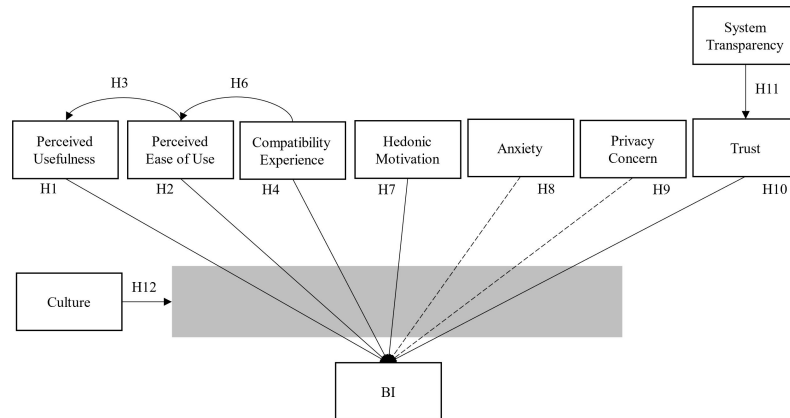 System
Transparency
H3
H6
H11
Perceived
Usefulness
Perceived
Ease of Use
Compatibility
Experience
Hedonic
Motivation
Anxiety
Privacy
Concern
Trust
H1
H2
H4
H7
H8
H9
H10
Culture
H12
BI